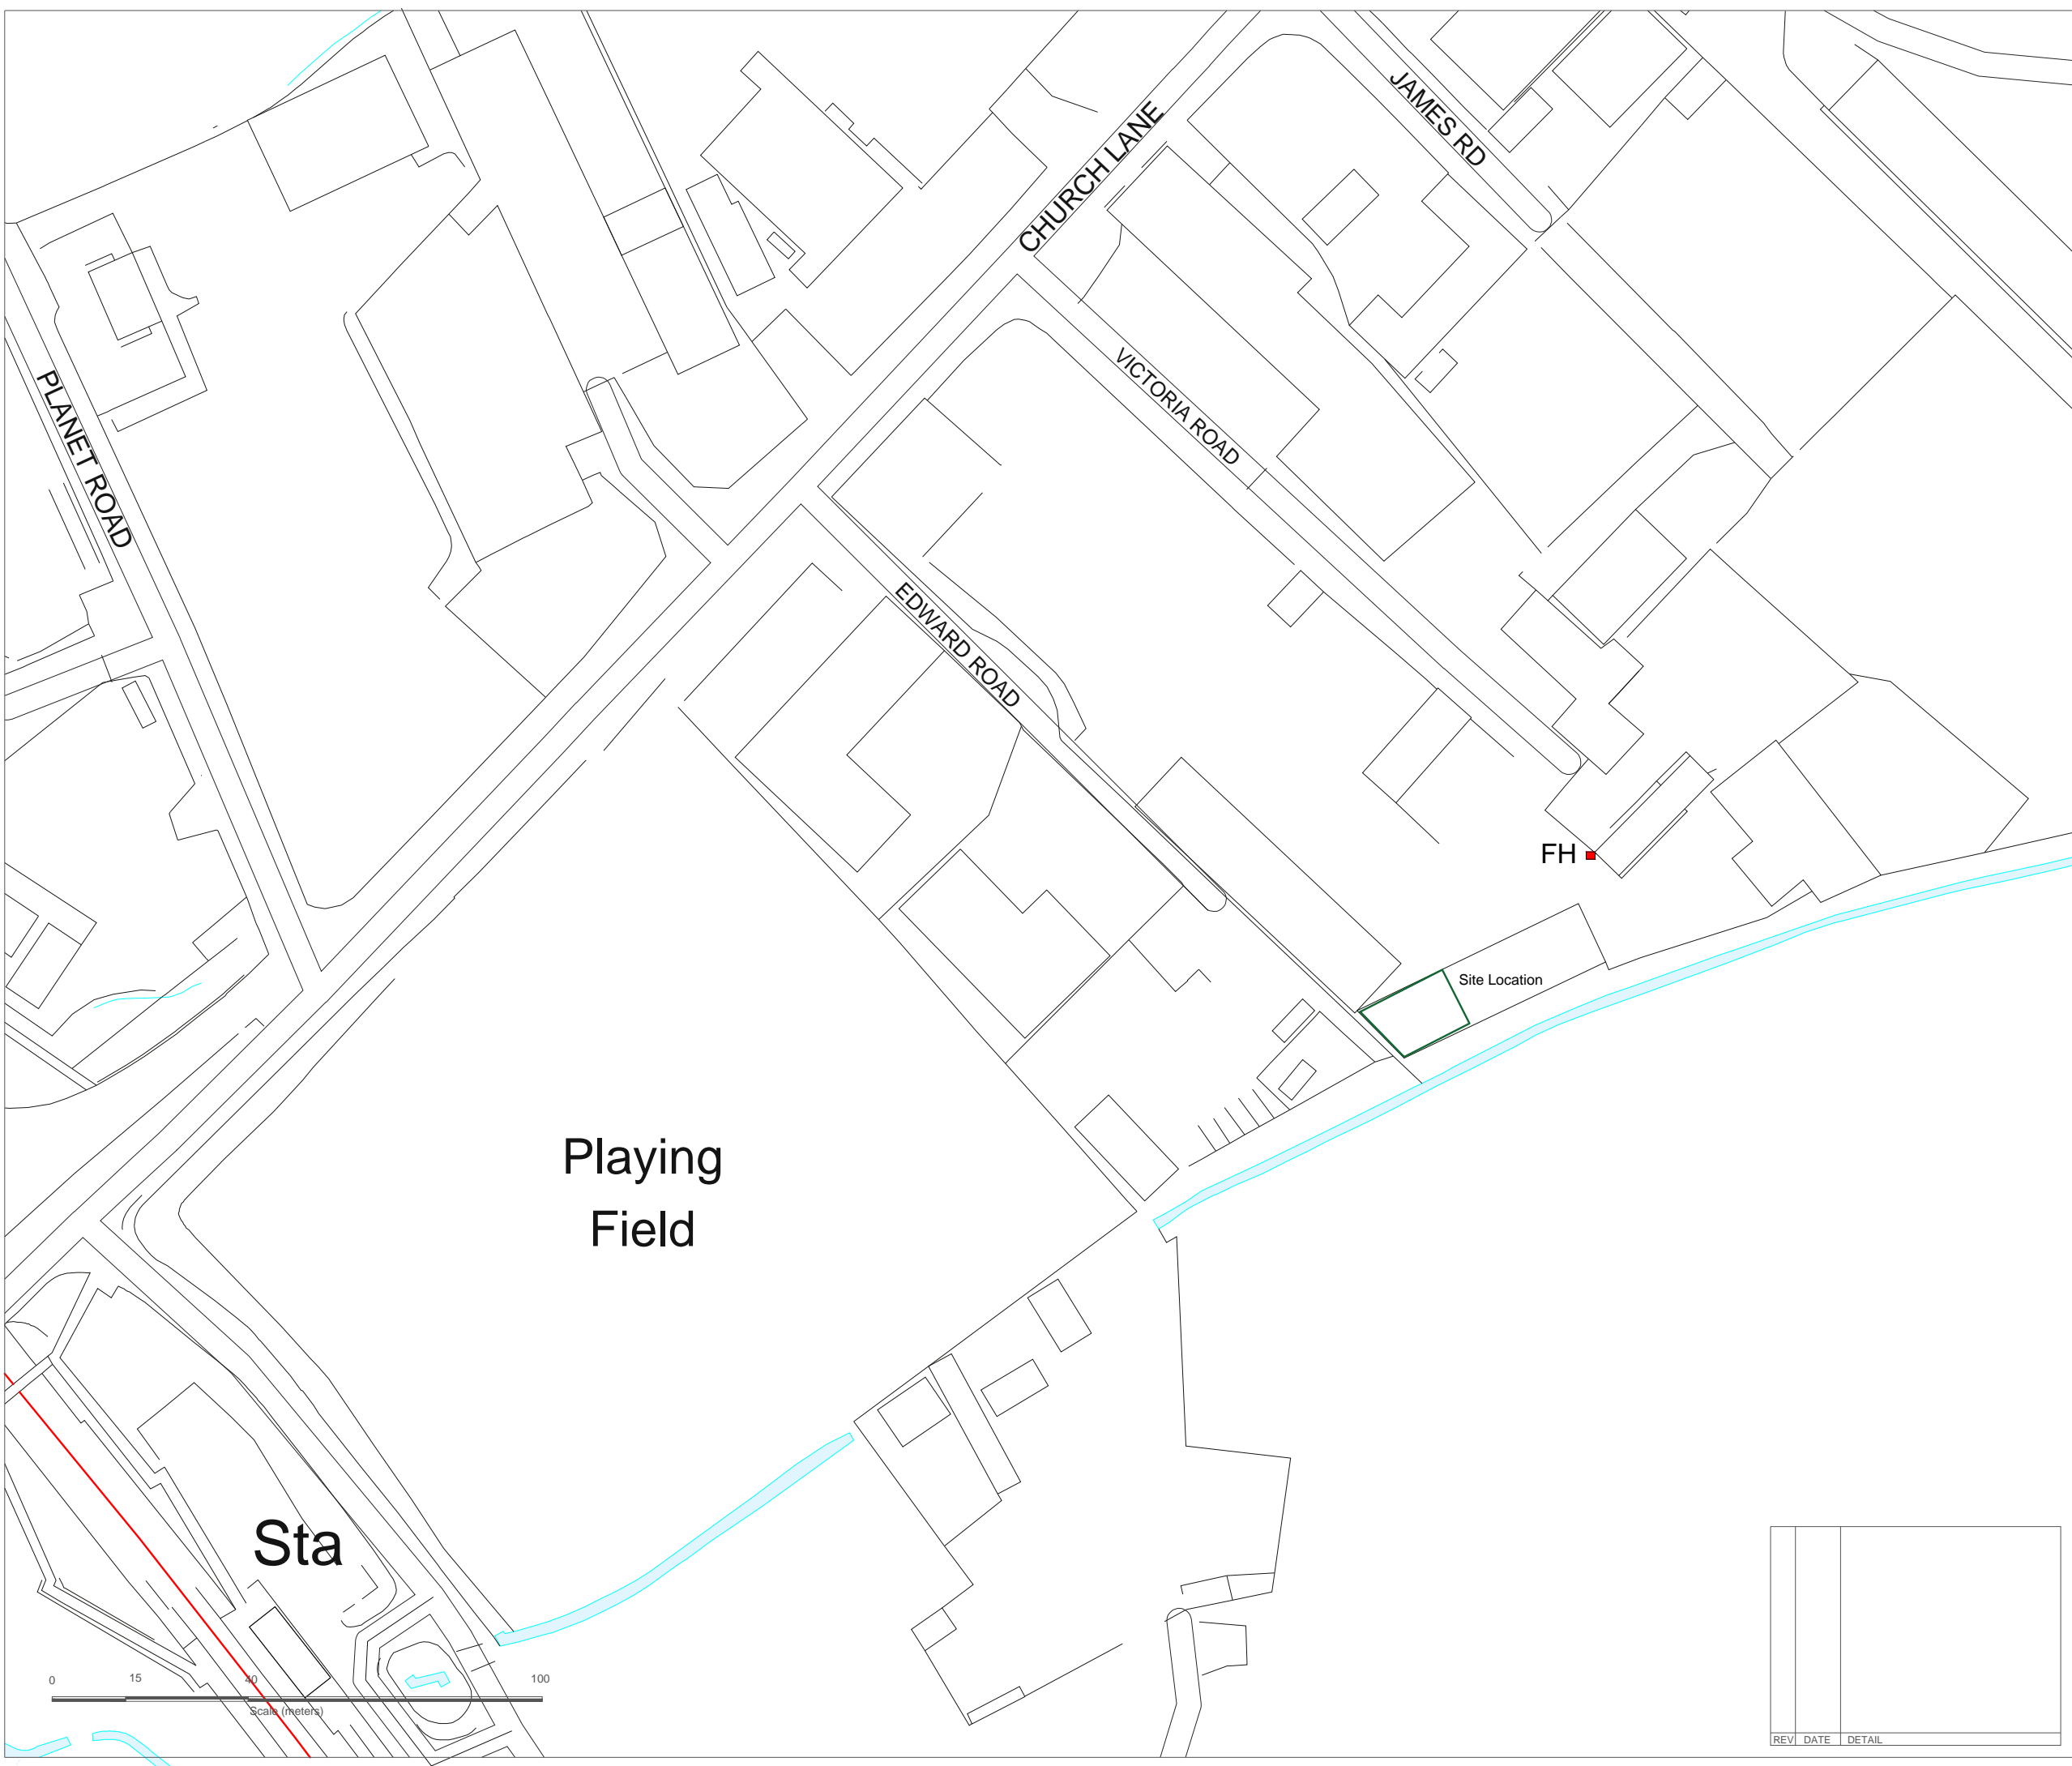 JAMES RD
CHURCH LANE
VICTORIA ROAD
PLANET ROAD
EDWARD ROAD
FH
Site Location
Playing
Field
Sta
0 15 40 100
Scale (meters)
REV DATE DETAIL